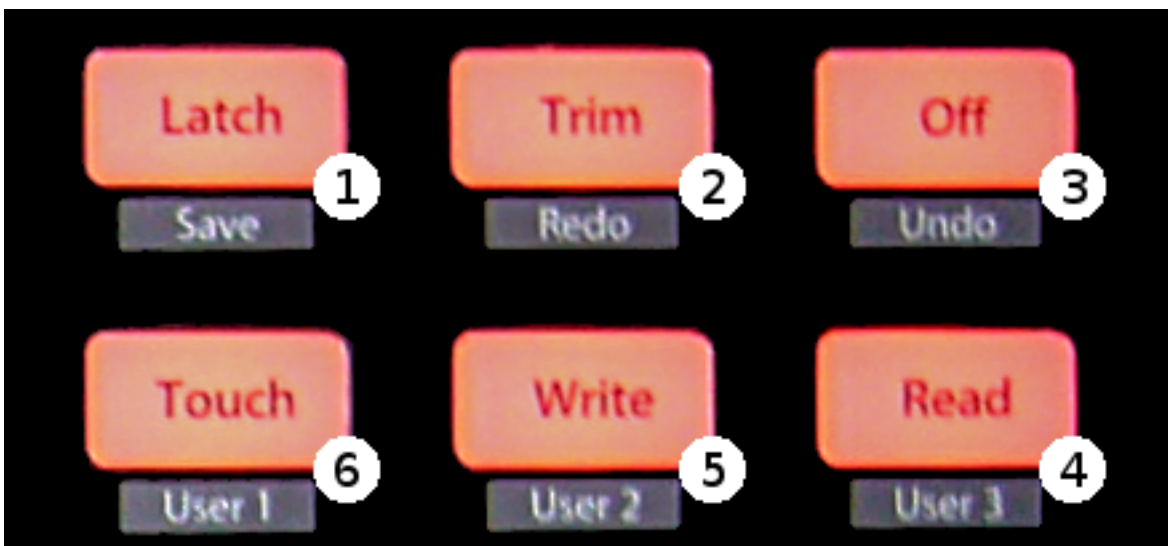 Latch Trim Off
1 2 3
Save Redo Undo
Touch Write Read
6 5 4
User 1 User 2 User 3